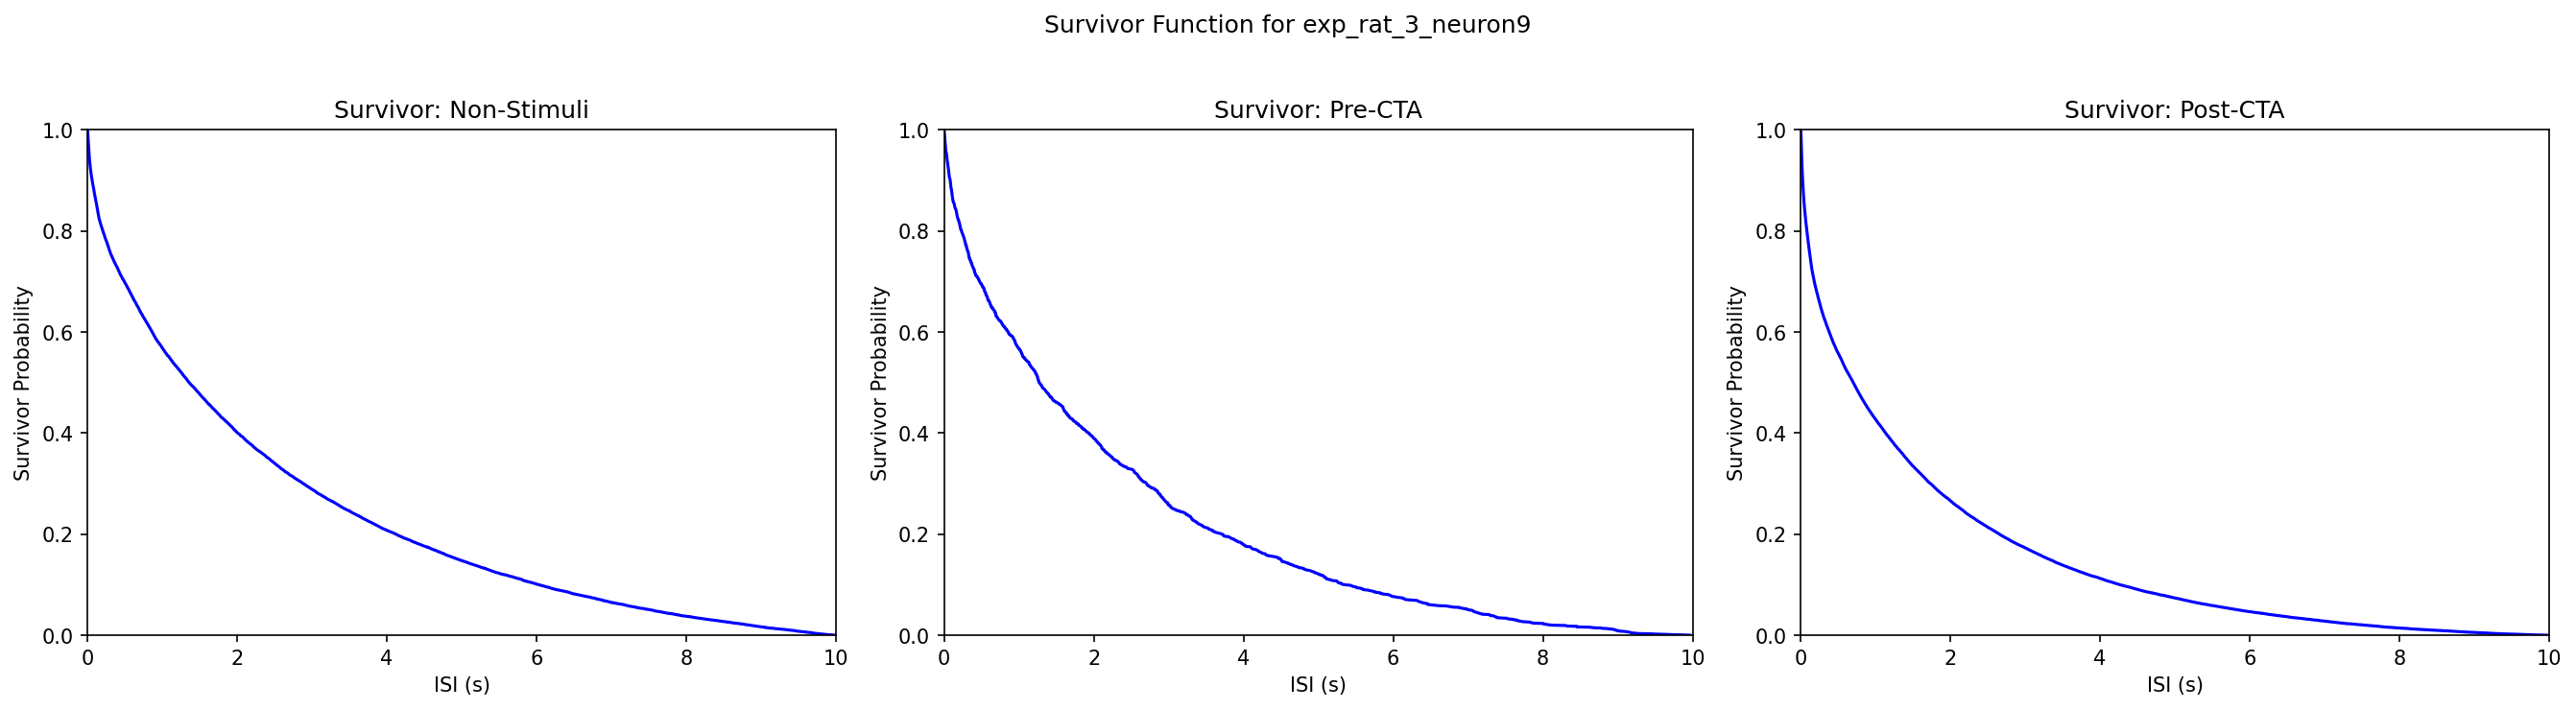 Survivor Function for exp_rat_3_neuron9
Survivor: Non-Stimuli
Survivor Probability
1.0
0.8
0.6
0.4
0.2
0.0
0 2 4 6 8 10
ISI (s)
Survivor: Pre-CTA
Survivor Probability
1.0
0.8
0.6
0.4
0.2
0.0
0 2 4 6 8 10
ISI (s)
Survivor: Post-CTA
Survivor Probability
1.0
0.8
0.6
0.4
0.2
0.0
0 2 4 6 8 10
ISI (s)